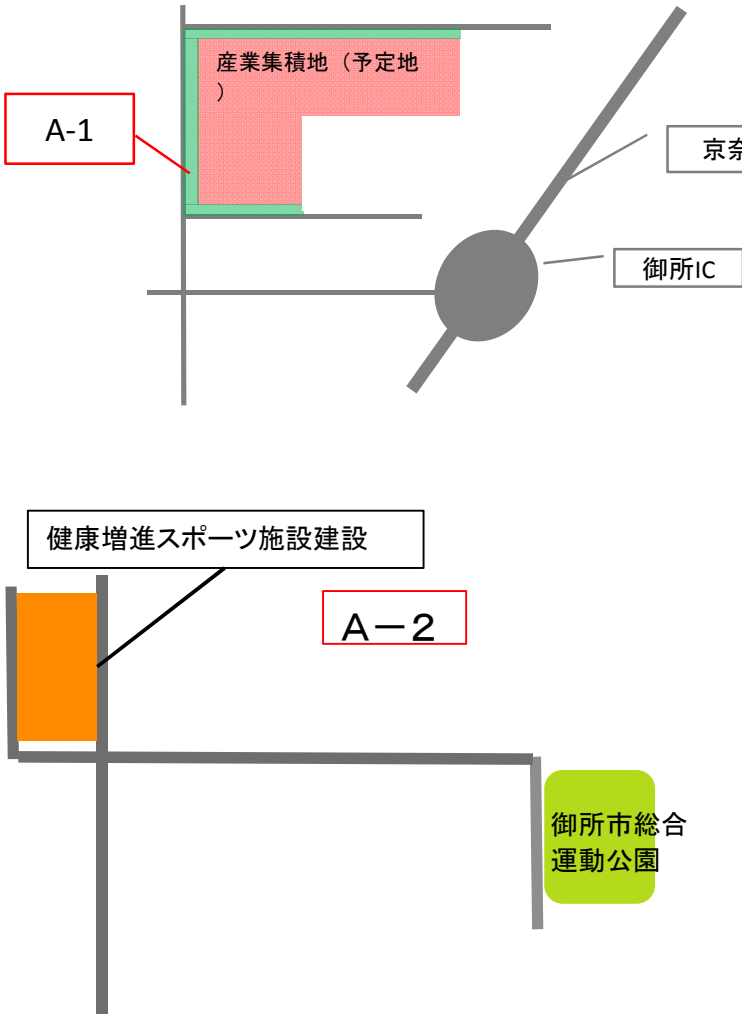 産業集積地（予定地
）
A-1
京奈
御所IC
健康増進スポーツ施設建設
A－2
御所市総合
運動公園